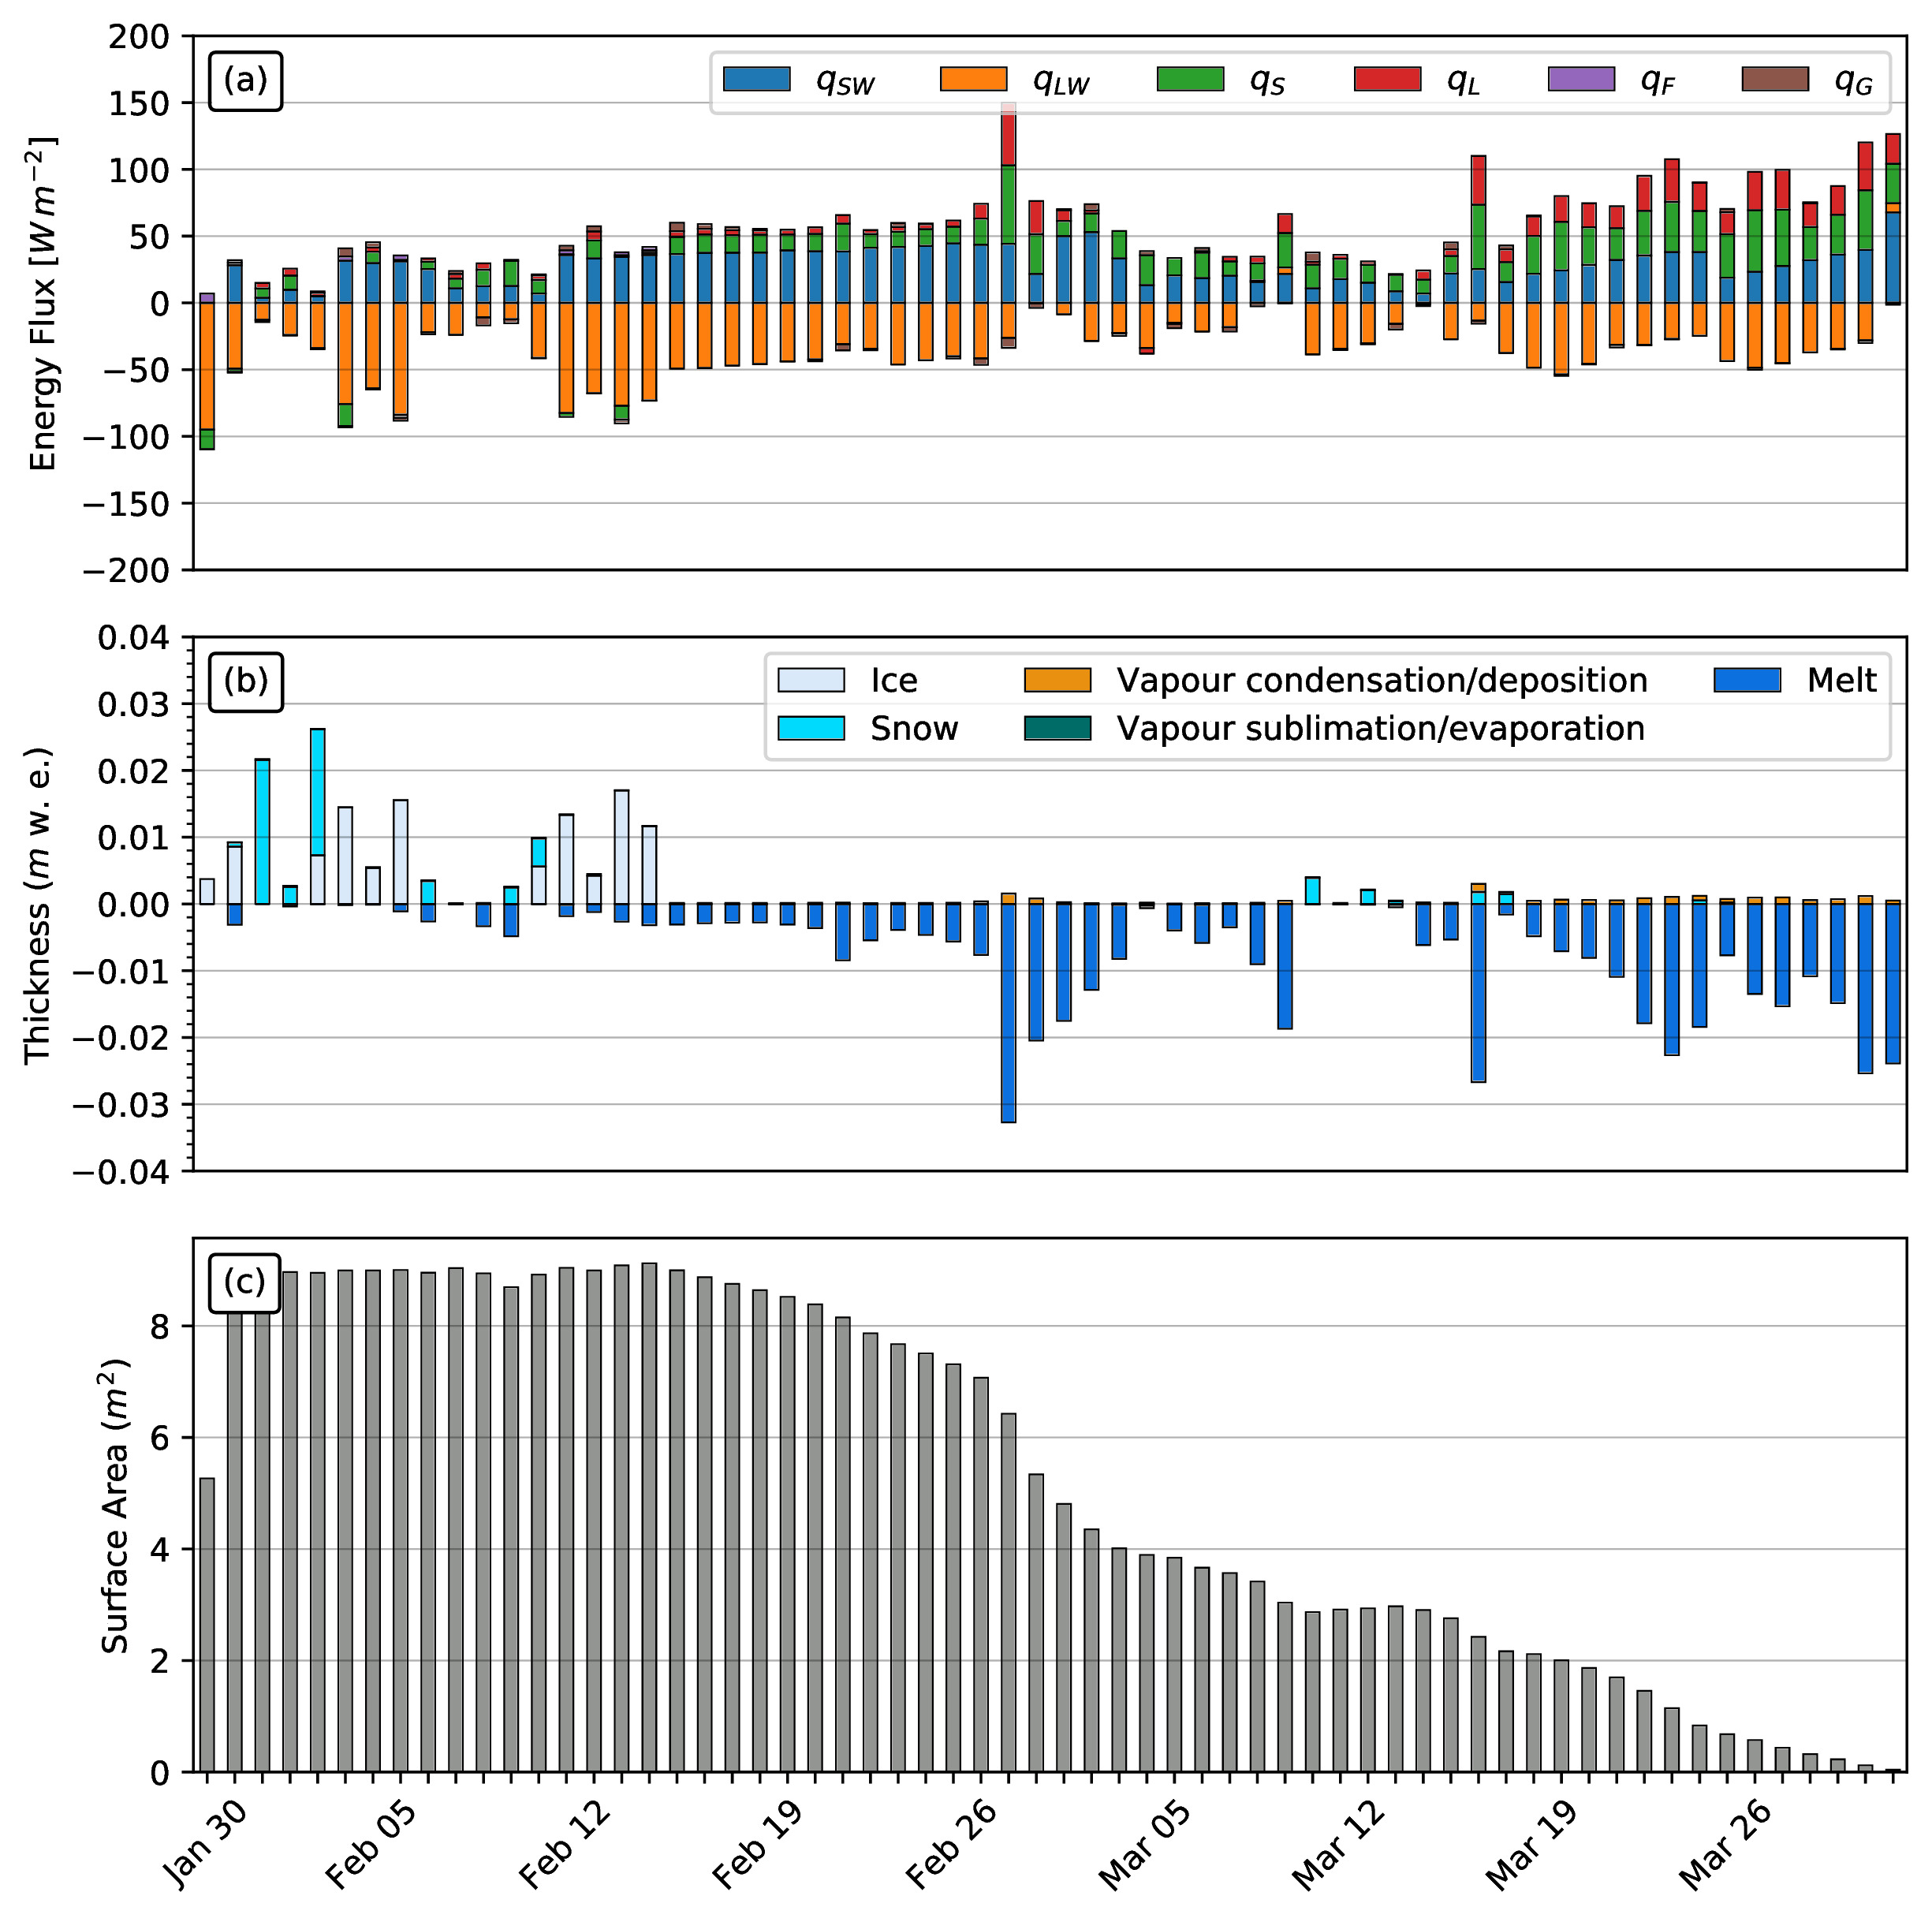 (a)
q_SW q_LW q_S q_L q_F q_G
200
150
100
50
0
−50
−100
−150
−200
Energy Flux [W m⁻²]
(b)
Ice Vapour condensation/deposition Melt
Snow Vapour sublimation/evaporation
0.04
0.03
0.02
0.01
0.00
−0.01
−0.02
−0.03
−0.04
Thickness (m w. e.)
(c)
8
6
4
2
0
Surface Area (m²)
Jan 30
Feb 05
Feb 12
Feb 19
Feb 26
Mar 05
Mar 12
Mar 19
Mar 26